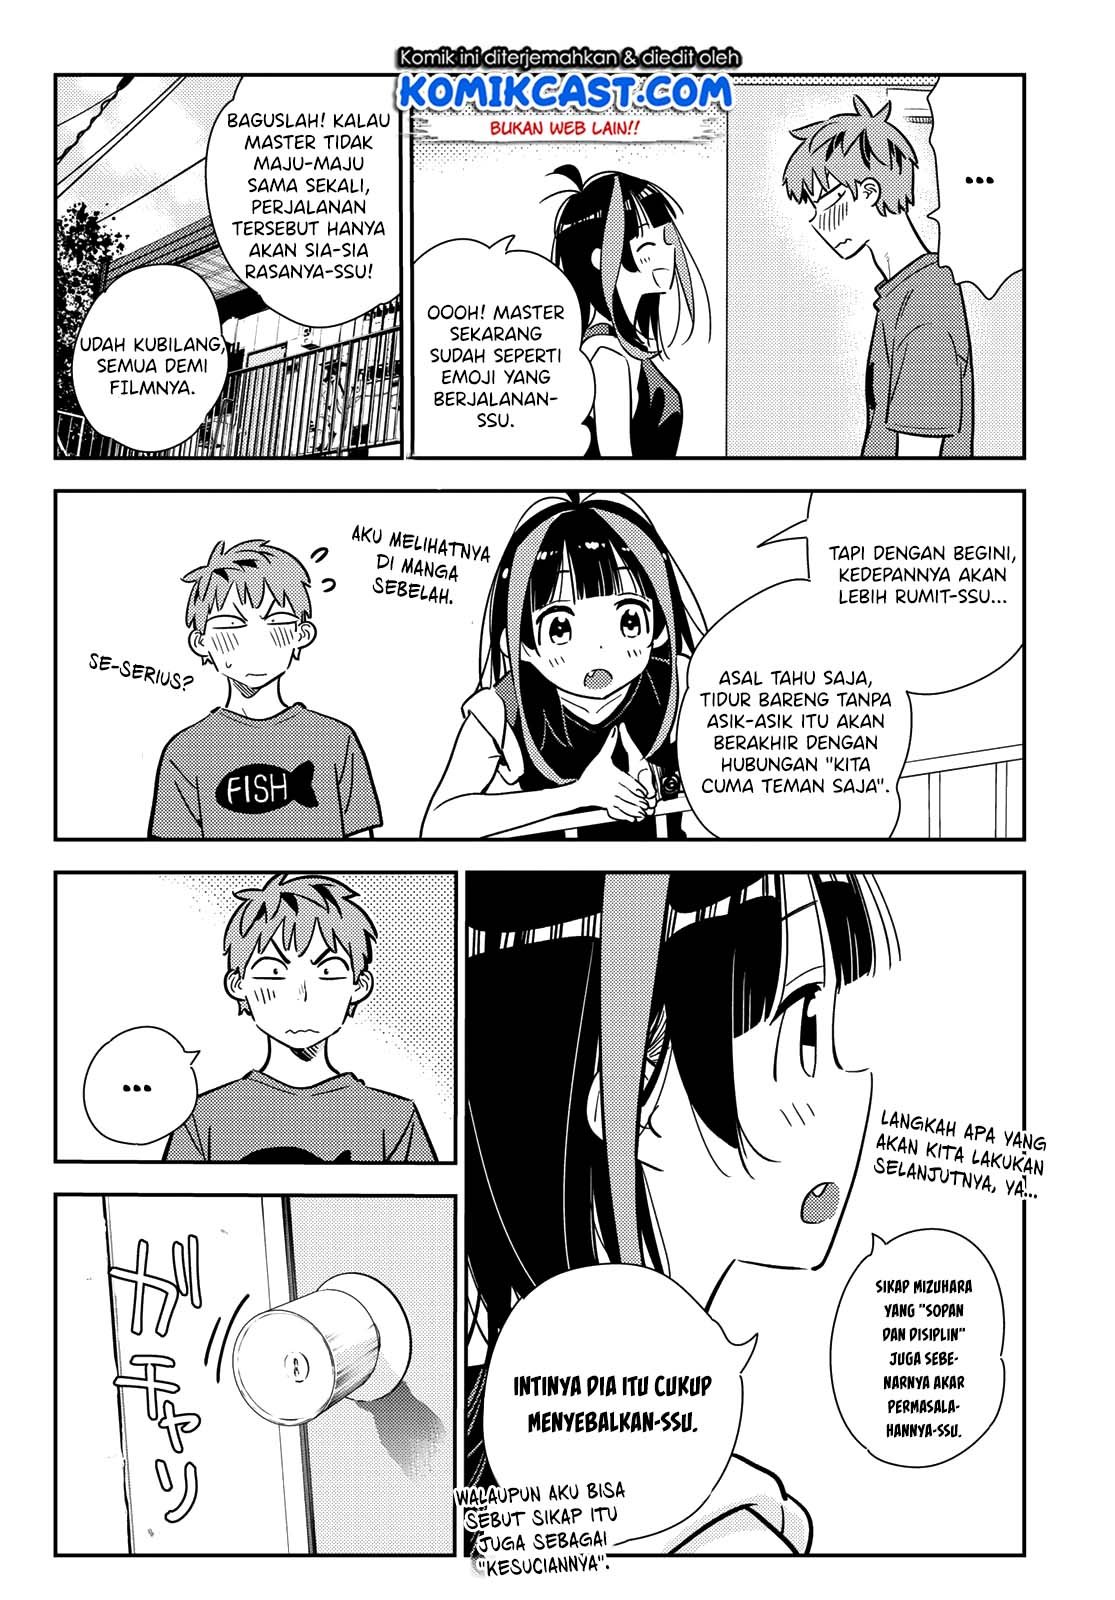 Komik ini diterjemahkan & diedit oleh
KOMIKCAST.COM
BUKAN WEB LAIN!!
...
OOOH! MASTER
SEKARANG
SUDAH SEPERTI
EMOJI YANG
BERJALANAN-
SSU.
BAGUSLAH! KALAU
MASTER TIDAK
MAJU-MAJU
SAMA SEKALI,
PERJALANAN
TERSEBUT HANYA
AKAN SIA-SIA
RASANYA-SSU!
UDAH KUBILANG,
SEMUA DEMI
FILMNYA.
TAPI DENGAN BEGINI,
KEDEPANNYA AKAN
LEBIH RUMIT-SSU...
ASAL TAHU SAJA,
TIDUR BARENG TANPA
ASIK-ASIK ITU AKAN
BERAKHIR DENGAN
HUBUNGAN "KITA
CUMA TEMAN SAJA".
AKU MELIHATNYA
DI MANGA
SEBELAH.
SE-SERIUS?
FISH
LANGKAH APA YANG
AKAN KITA LAKUKAN
SELANJUTNYA, YA...
SIKAP MIZUHARA
YANG "SOPAN
DAN DISIPLIN"
JUGA SEBE-
NARNYA AKAR
PERMASALA-
HANNYA-SSU.
INTINYA DIA ITU CUKUP
MENYEBALKAN-SSU.
WALAUPUN AKU BISA
SEBUT SIKAP ITU
JUGA SEBAGAI
"KESUCIANNYA".
...
ガチャリ